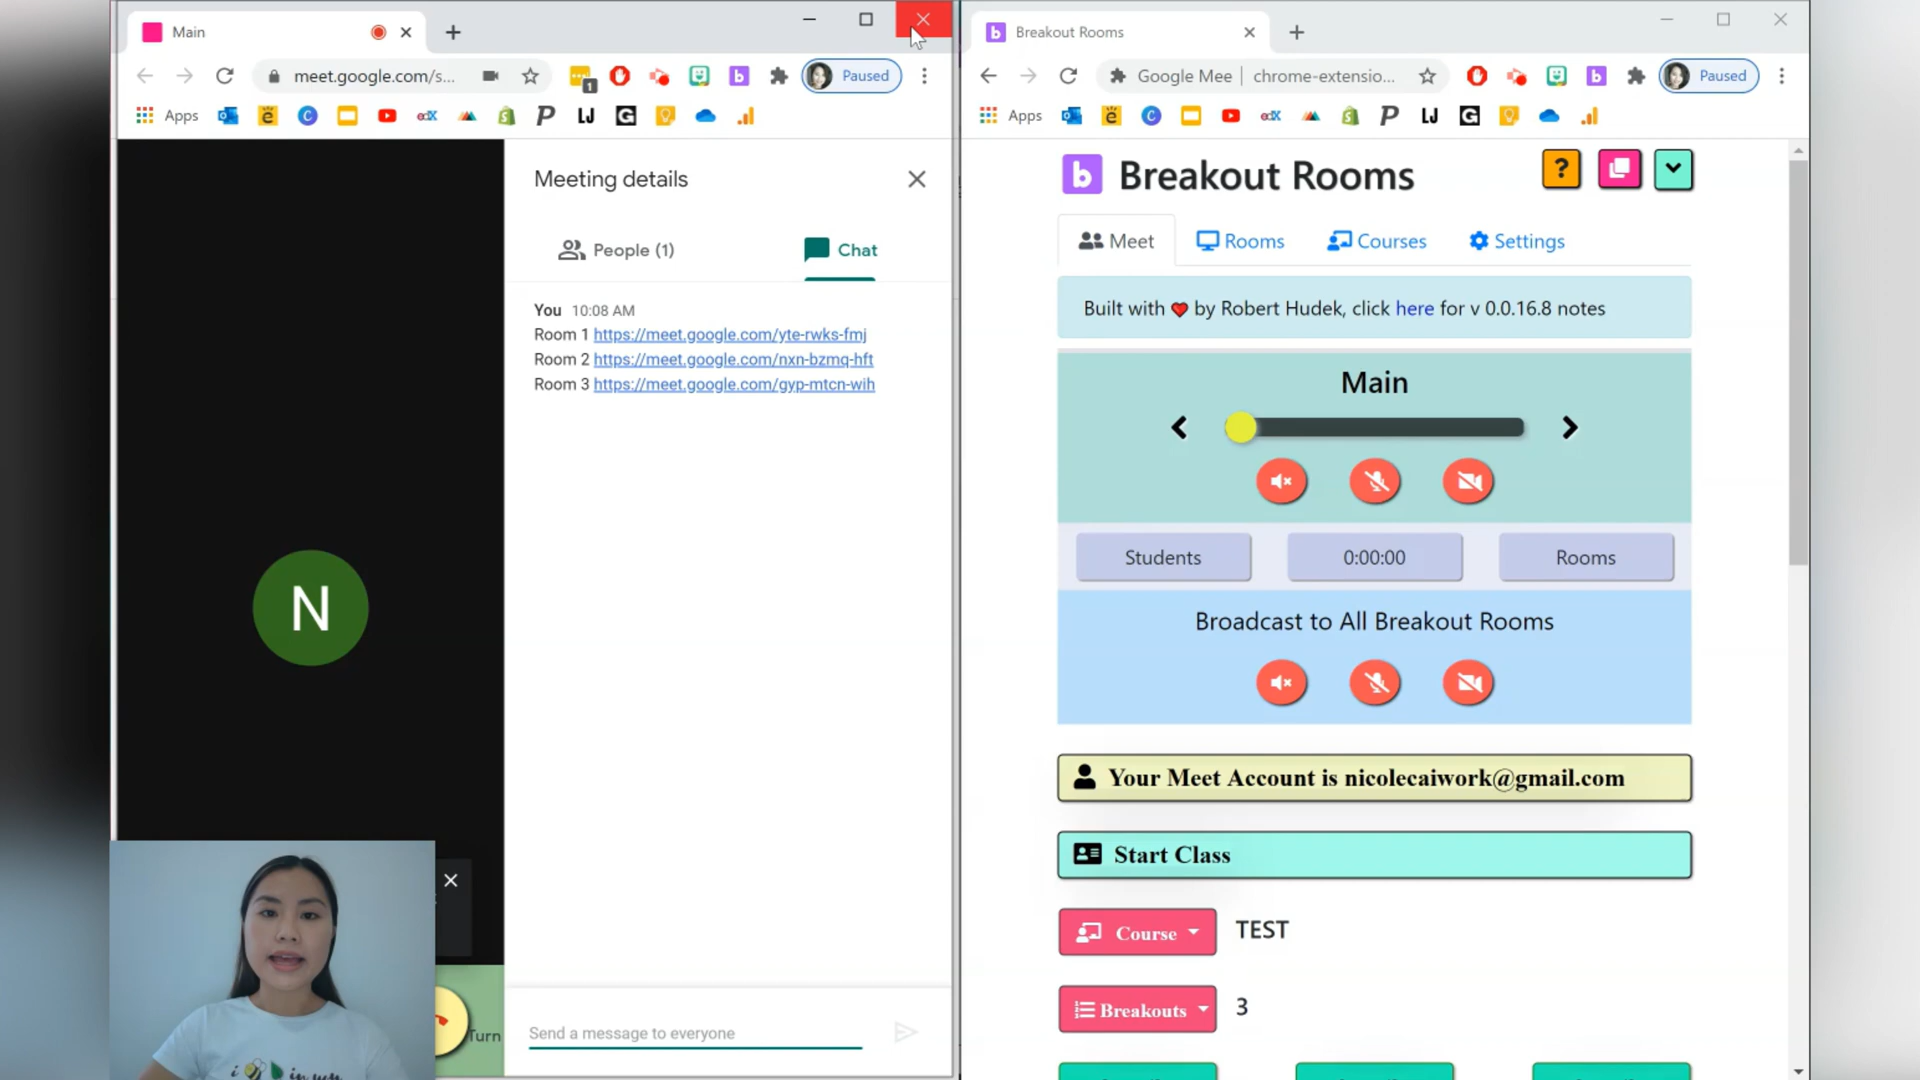 Main
meet.google.com/s...
1
Paused
Apps
Meeting details
People (1)
Chat
You 10:08 AM
Room 1 https://meet.google.com/yte-rwks-fmj
Room 2 https://meet.google.com/nxn-bzmq-hft
Room 3 https://meet.google.com/gyp-mtcn-wih
N
Turn
Send a message to everyone
Breakout Rooms
Google Mee | chrome-extensio...
Paused
Apps
b Breakout Rooms
?
Meet
Rooms
Courses
Settings
Built with ❤ by Robert Hudek, click here for v 0.0.16.8 notes
Main
Students
0:00:00
Rooms
Broadcast to All Breakout Rooms
Your Meet Account is nicolecaiwork@gmail.com
Start Class
Course
TEST
Breakouts
3